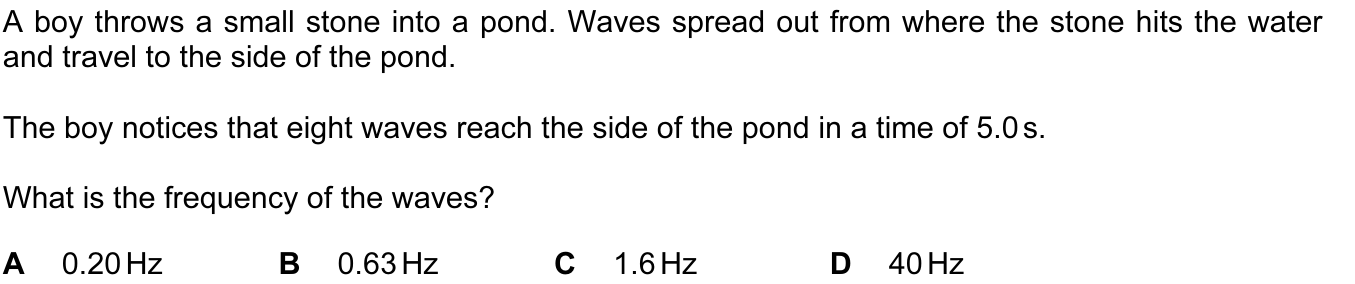 A boy throws a small stone into a pond. Waves spread out from where the stone hits the water
and travel to the side of the pond.
The boy notices that eight waves reach the side of the pond in a time of 5.0 s.
What is the frequency of the waves?
A 0.20 Hz B 0.63 Hz C 1.6 Hz D 40 Hz